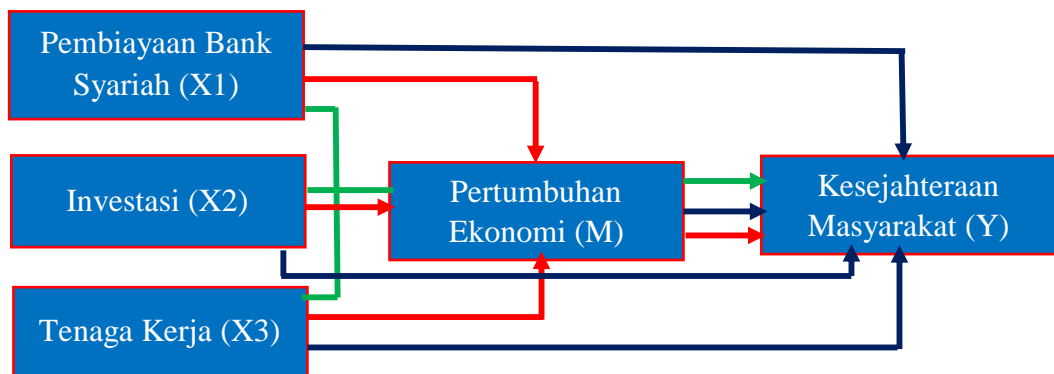 Pembiayaan Bank
Syariah (X1)
Investasi (X2)
Tenaga Kerja (X3)
Pertumbuhan
Ekonomi (M)
Kesejahteraan
Masyarakat (Y)